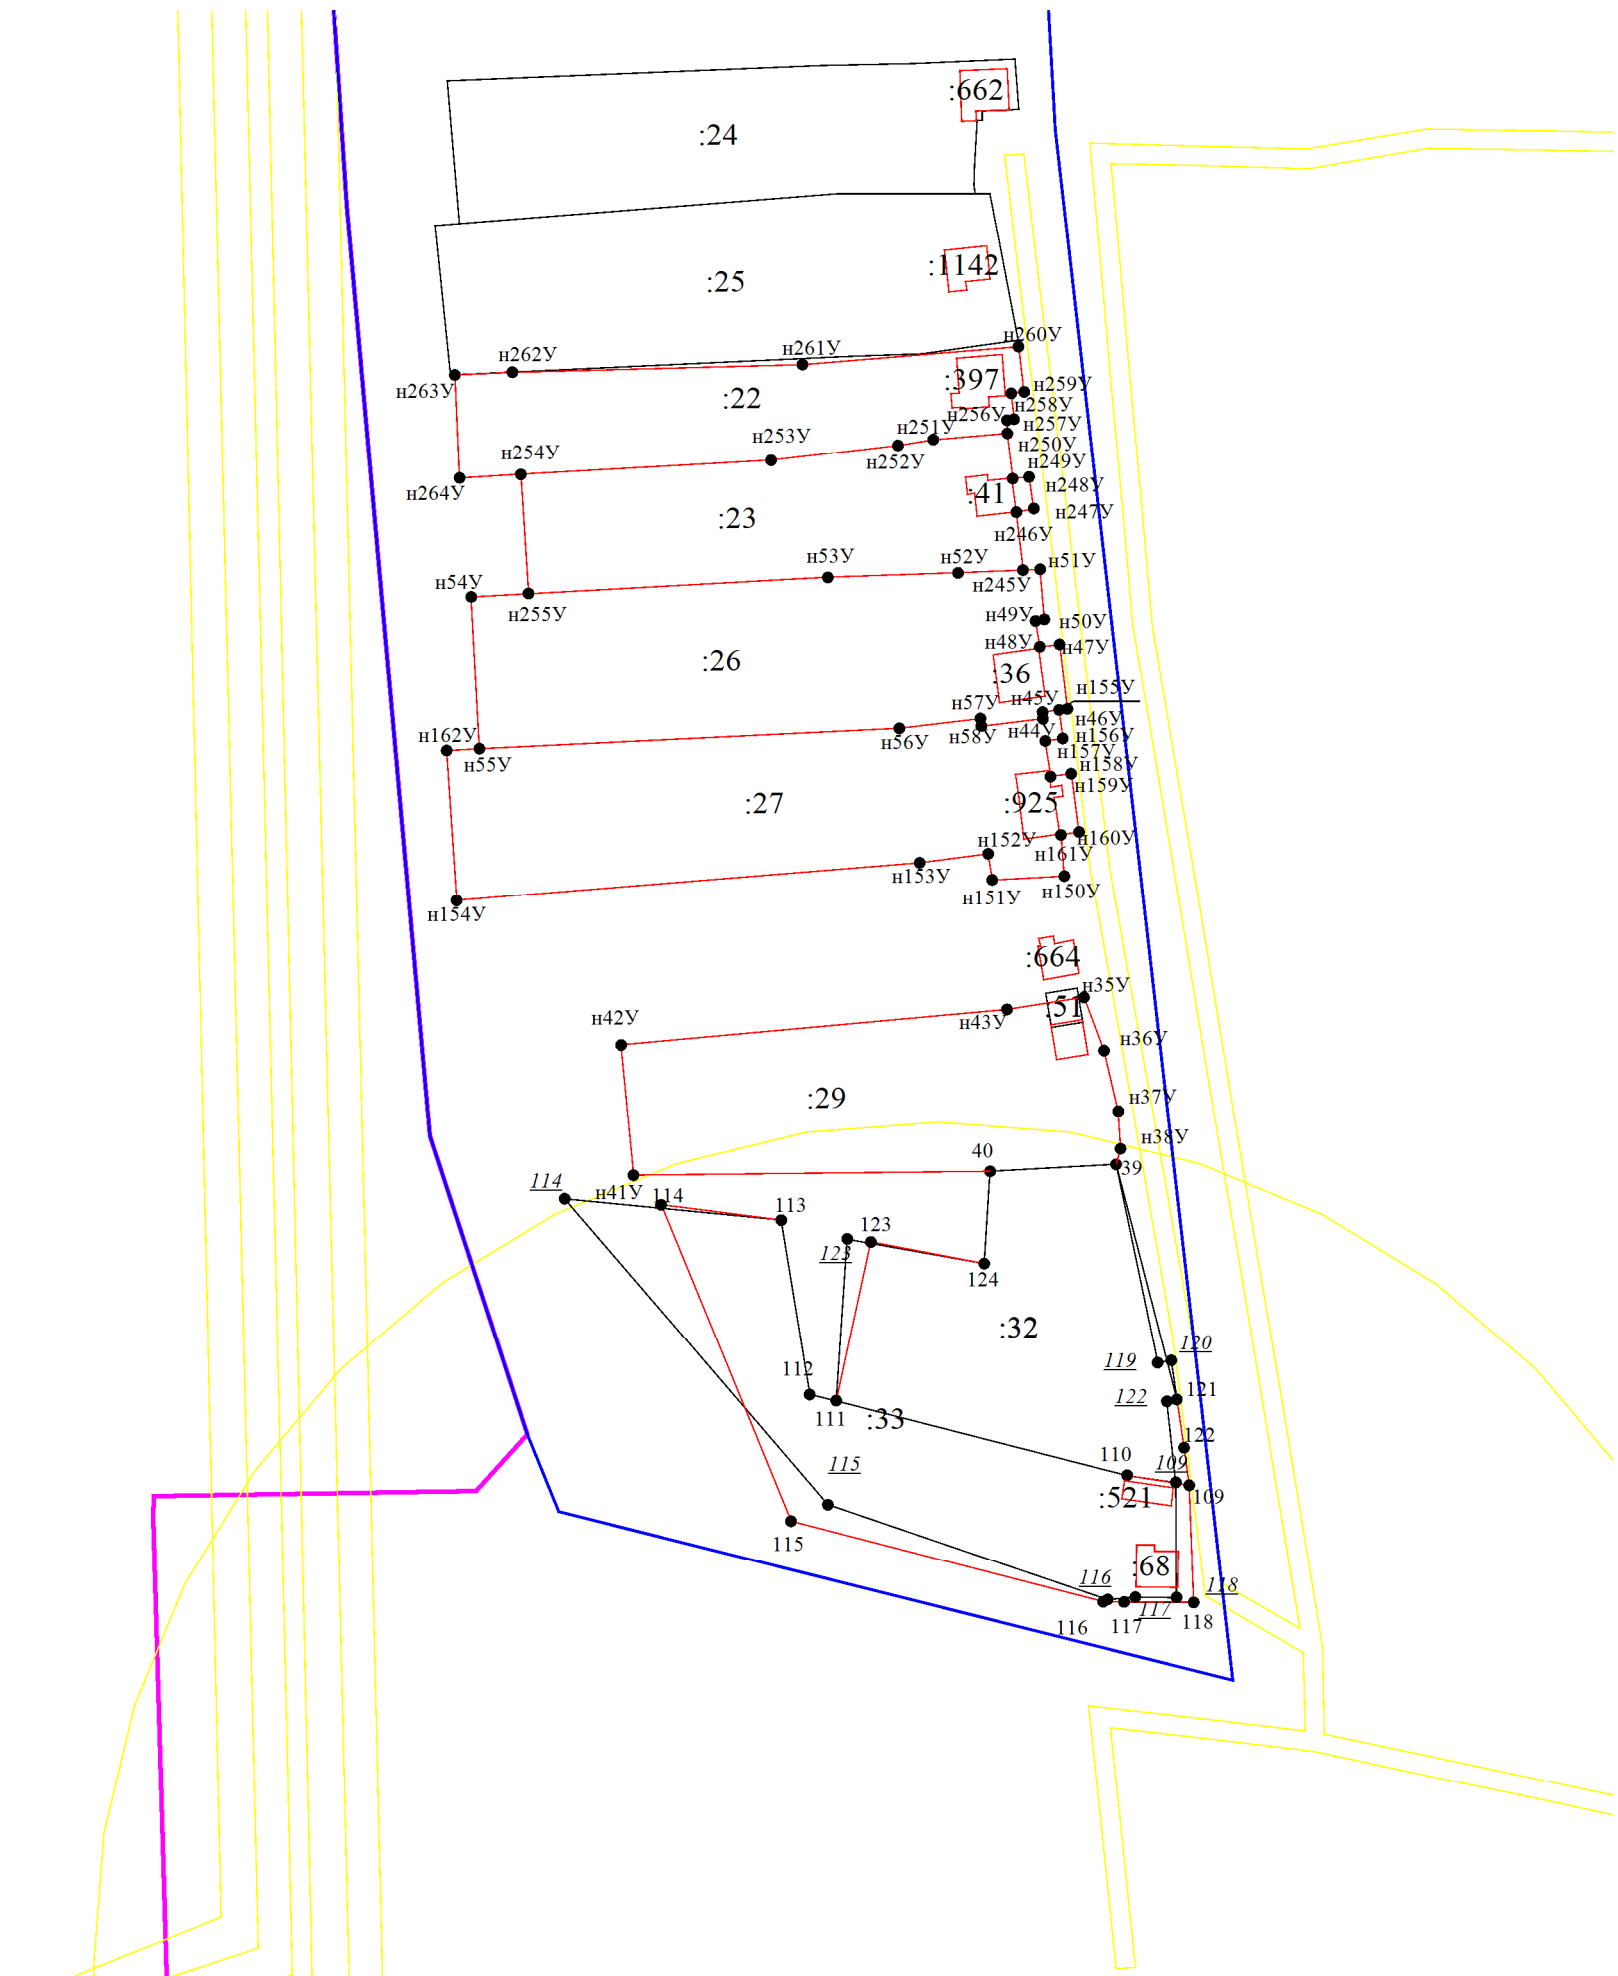 :662
:24
:1142
:25
н260У
н261У
н262У
н263У
:397
н259У
:22
н258У
н256У
н257У
н251У
н253У
н250У
н252У
н254У
н249У
н264У
:41
н248У
н247У
:23
н246У
н53У
н52У
н51У
н245У
н54У
н255У
н49У
н50У
н48У
н47У
:26
:36
н155У
н45У
н57У
н46У
н44У
н58У
н56У
н156У
н162У
н55У
н157У
н158У
н159У
:27
:925
н152У
н160У
н161У
н153У
н151У
н150У
н154У
:664
н35У
:51
н42У
н43У
н36У
:29
н37У
н38У
40
39
114
н41У
114
113
123
123
124
:32
120
119
112
122
121
111
:33
122
110
109
115
:521
109
115
:68
116
118
117
116
117
118